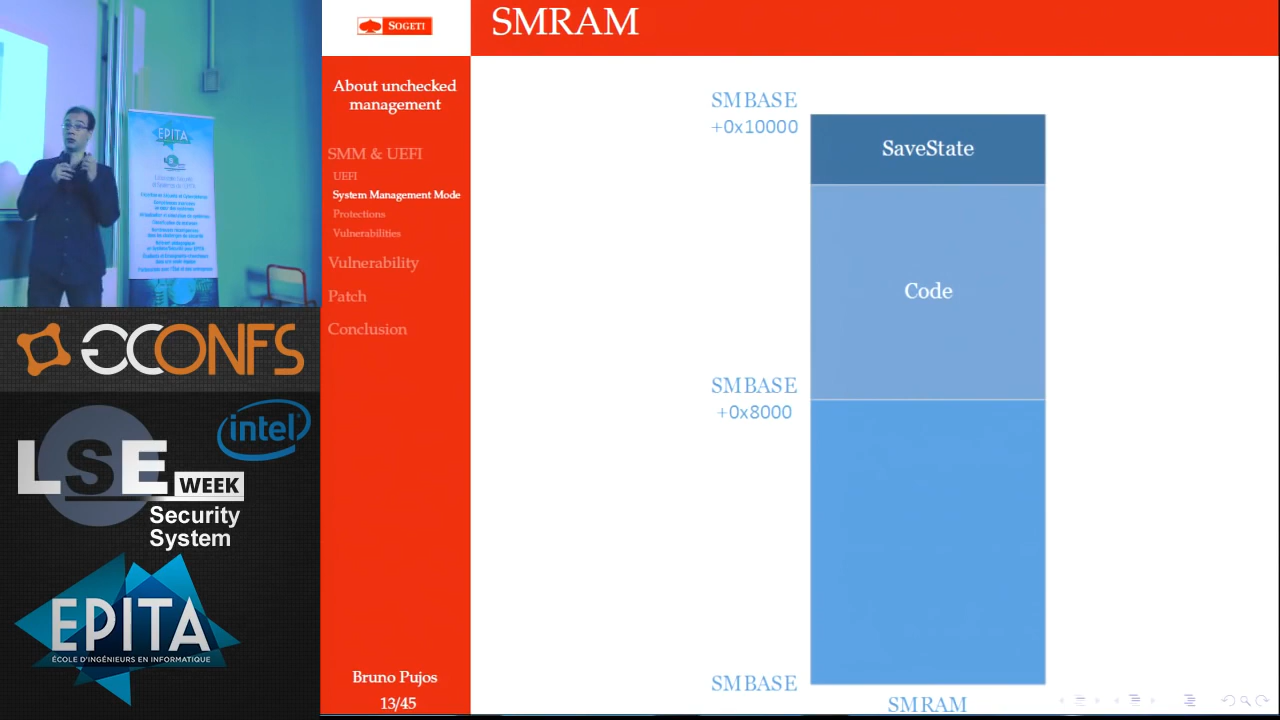 SOGETI
SMRAM
About unchecked
management
SMM & UEFI
UEFI
System Management Mode
Protections
Vulnerabilities
Vulnerability
Patch
Conclusion
Bruno Pujos
13/45
SMBASE
+0x10000
SaveState
Code
SMBASE
+0x8000
SMBASE
SMRAM
EPITA
GCONFS
intel
LSE
WEEK
Security
System
EPITA
ÉCOLE D'INGÉNIEURS EN INFORMATIQUE